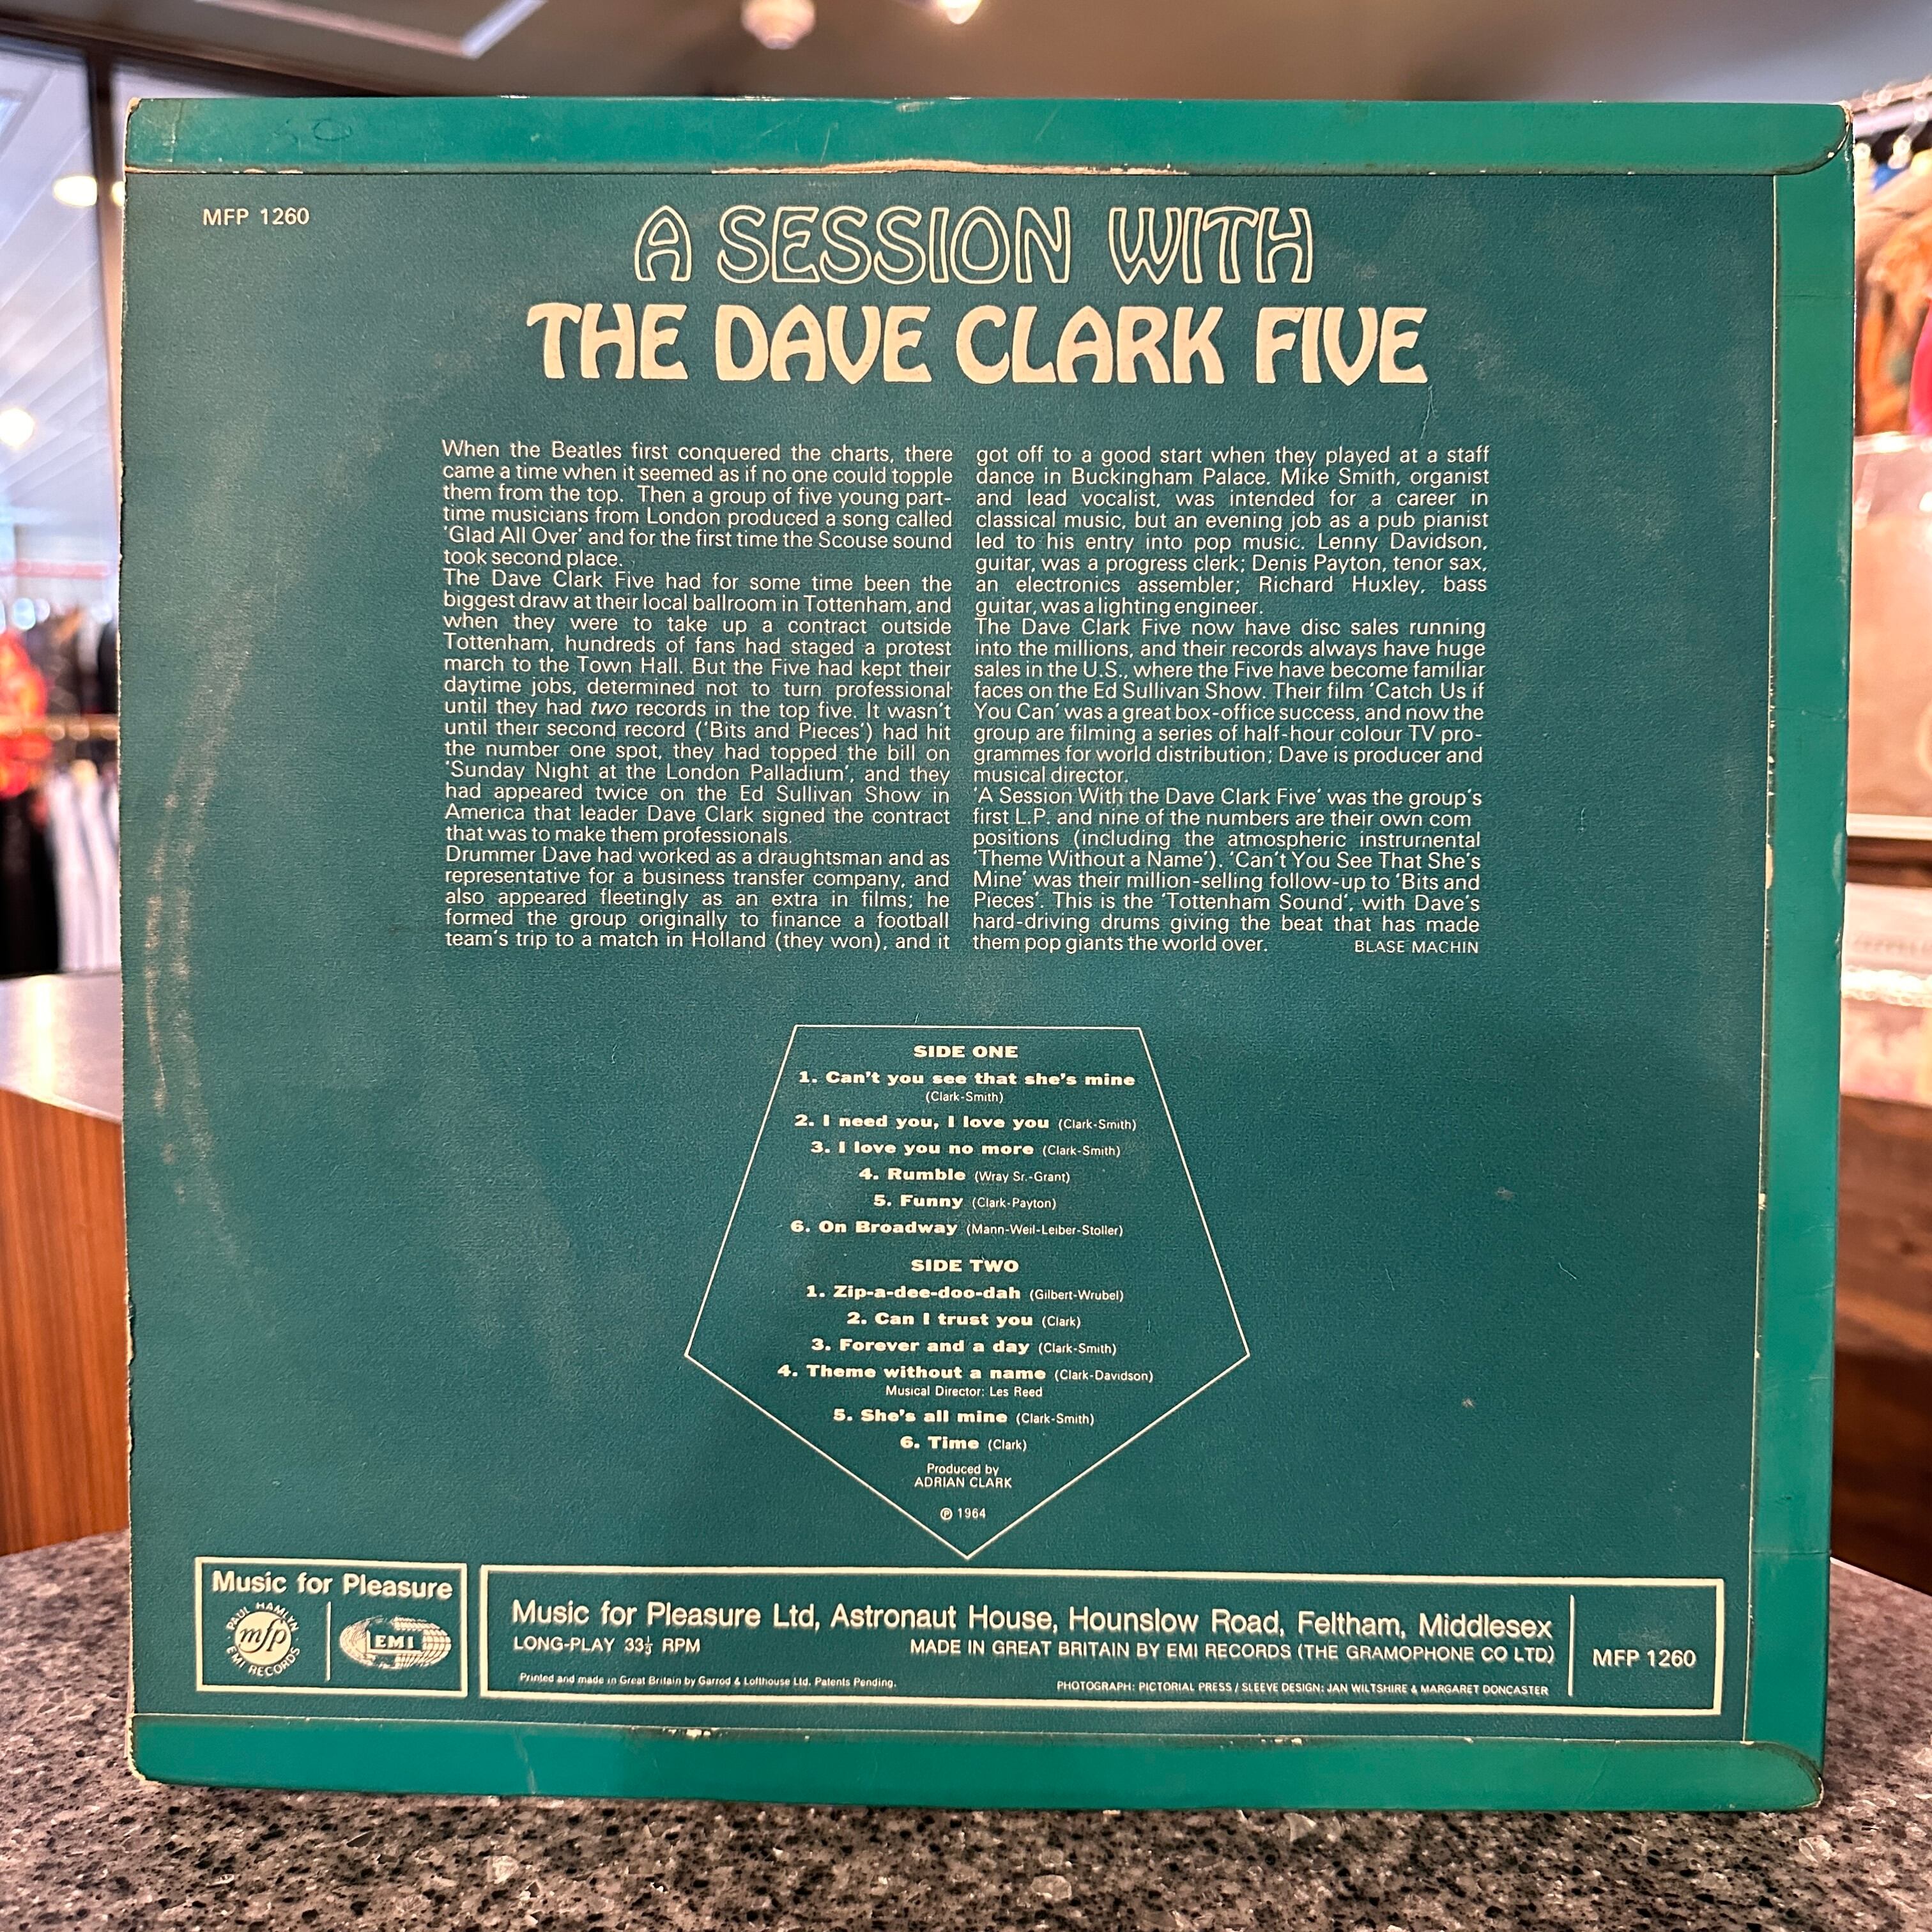 MFP 1260
A SESSION WITH
THE DAVE CLARK FIVE
When the Beatles first conquered the charts, there
came a time when it seemed as if no one could topple
them from the top. Then a group of five young part-
time musicians from London produced a song called
'Glad All Over' and for the first time the Scouse sound
took second place.
The Dave Clark Five had for some time been the
biggest draw at their local ballroom in Tottenham, and
when they were to take up a contract outside
Tottenham, hundreds of fans had staged a protest
march to the Town Hall. But the Five had kept their
daytime jobs, determined not to turn professional
until they had two records in the top five. It wasn't
until their second record ('Bits and Pieces') had hit
the number one spot, they had topped the bill on
'Sunday Night at the London Palladium', and they
had appeared twice on the Ed Sullivan Show in
America that leader Dave Clark signed the contract
that was to make them professionals.
Drummer Dave had worked as a draughtsman and as
representative for a business transfer company, and
also appeared fleetingly as an extra in films; he
formed the group originally to finance a football
team's trip to a match in Holland (they won), and it
got off to a good start when they played at a staff
dance in Buckingham Palace. Mike Smith, organist
and lead vocalist, was intended for a career in
classical music, but an evening job as a pub pianist
led to his entry into pop music. Lenny Davidson,
guitar, was a progress clerk; Denis Payton, tenor sax,
an electronics assembler; Richard Huxley, bass
guitar, was a lighting engineer.
The Dave Clark Five now have disc sales running
into the millions, and their records always have huge
sales in the U.S., where the Five have become familiar
faces on the Ed Sullivan Show. Their film 'Catch Us if
You Can' was a great box-office success, and now the
group are filming a series of half-hour colour TV pro-
grammes for world distribution; Dave is producer and
musical director.
'A Session With the Dave Clark Five' was the group's
first L.P. and nine of the numbers are their own com
positions (including the atmospheric instrumental
'Theme Without a Name'). 'Can't You See That She's
Mine' was their million-selling follow-up to 'Bits and
Pieces'. This is the 'Tottenham Sound', with Dave's
hard-driving drums giving the beat that has made
them pop giants the world over. BLASE MACHIN
SIDE ONE
1. Can't you see that she's mine
(Clark-Smith)
2. I need you, I love you (Clark-Smith)
3. I love you no more (Clark-Smith)
4. Rumble (Wray Sr.-Grant)
5. Funny (Clark-Payton)
6. On Broadway (Mann-Weil-Leiber-Stoller)
SIDE TWO
1. Zip-a-dee-doo-dah (Gilbert-Wrubel)
2. Can I trust you (Clark)
3. Forever and a day (Clark-Smith)
4. Theme without a name (Clark-Davidson)
Musical Director: Les Reed
5. She's all mine (Clark-Smith)
6. Time (Clark)
Produced by
ADRIAN CLARK
℗ 1964
Music for Pleasure
PAUL HAMLYN
mfp
EMI RECORDS
EMI
Music for Pleasure Ltd, Astronaut House, Hounslow Road, Feltham, Middlesex
LONG-PLAY 33⅓ RPM MADE IN GREAT BRITAIN BY EMI RECORDS (THE GRAMOPHONE CO LTD)
Printed and made in Great Britain by Garrod & Lofthouse Ltd. Patents Pending. PHOTOGRAPH: PICTORIAL PRESS / SLEEVE DESIGN: JAN WILTSHIRE & MARGARET DONCASTER
MFP 1260